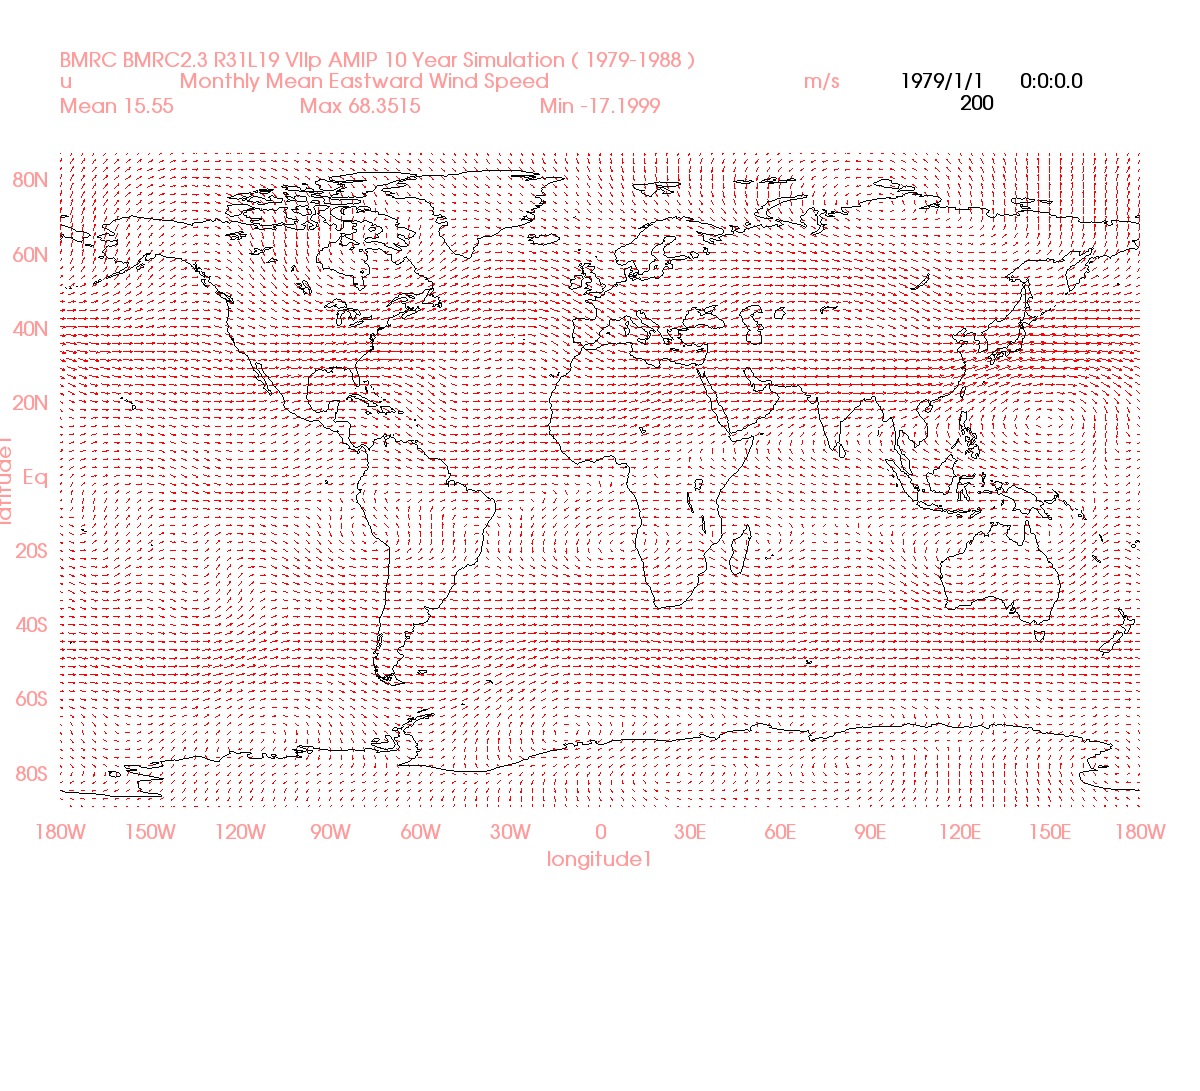 BMRC BMRC2.3 R31L19 VIIp AMIP 10 Year Simulation ( 1979-1988 )
u Monthly Mean Eastward Wind Speed m/s 1979/1/1 0:0:0.0
Mean 15.55 Max 68.3515 Min -17.1999 200
80N
60N
40N
20N
Eq
20S
40S
60S
80S
latitude1
180W 150W 120W 90W 60W 30W 0 30E 60E 90E 120E 150E 180W
longitude1